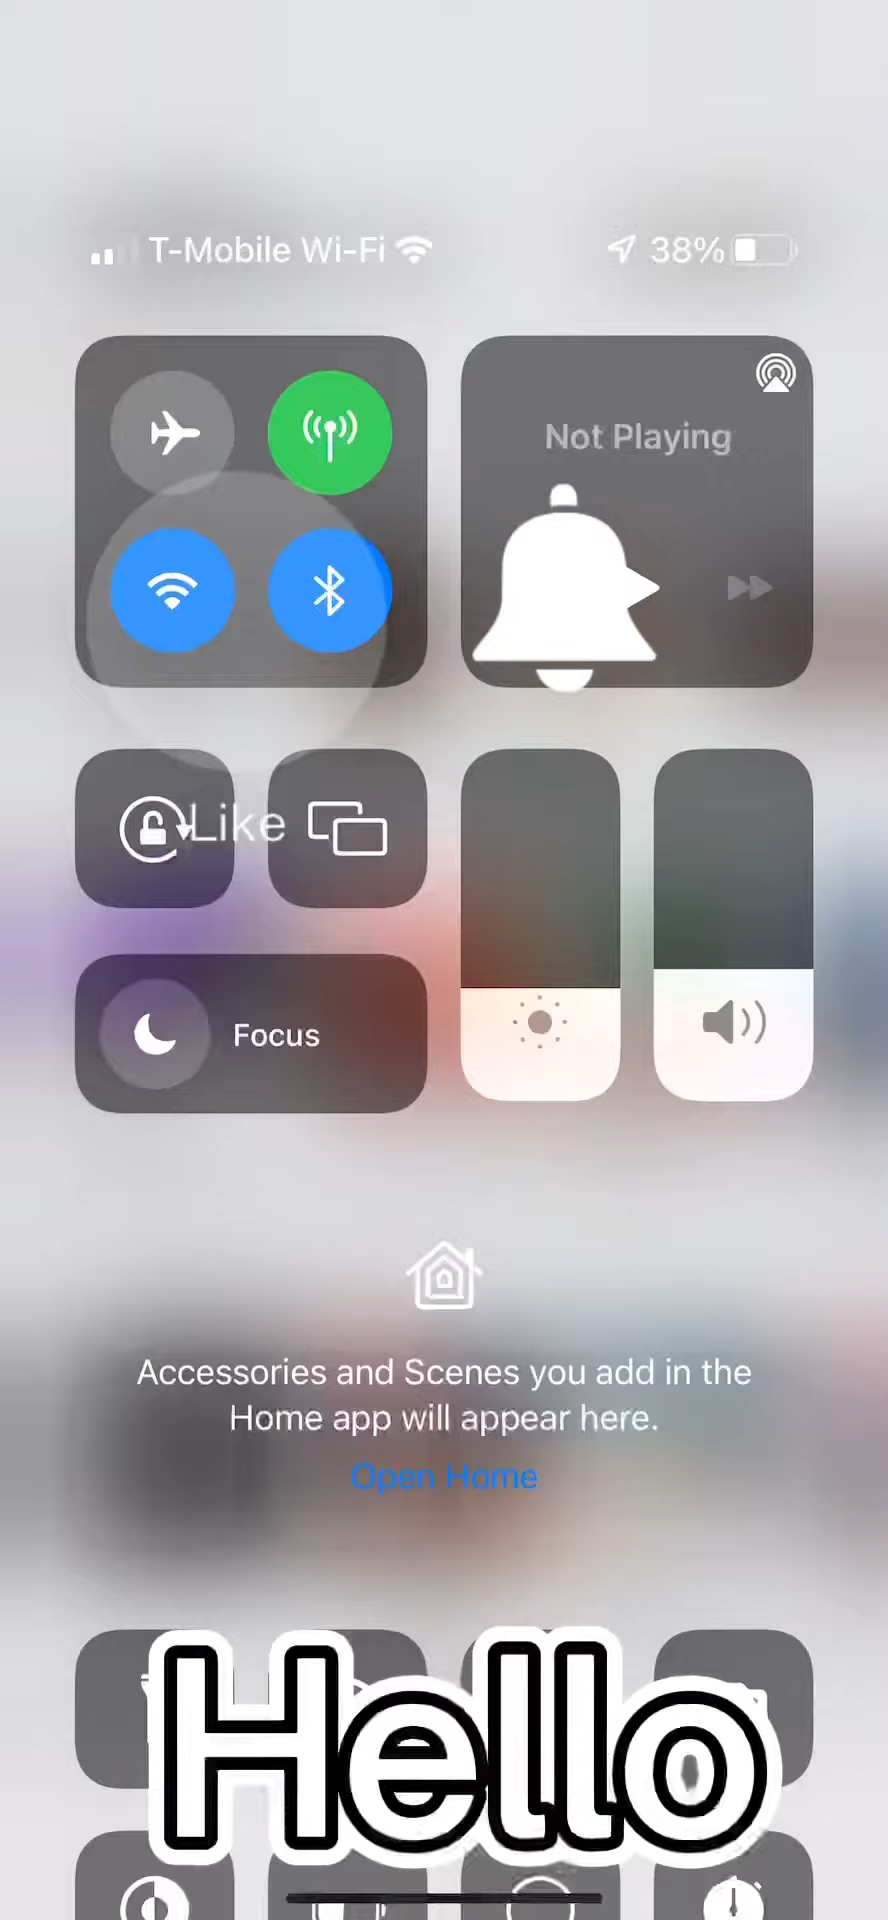 T-Mobile Wi-Fi 38%
Not Playing
Like
Focus
Accessories and Scenes you add in the
Home app will appear here.
Open Home
Hello